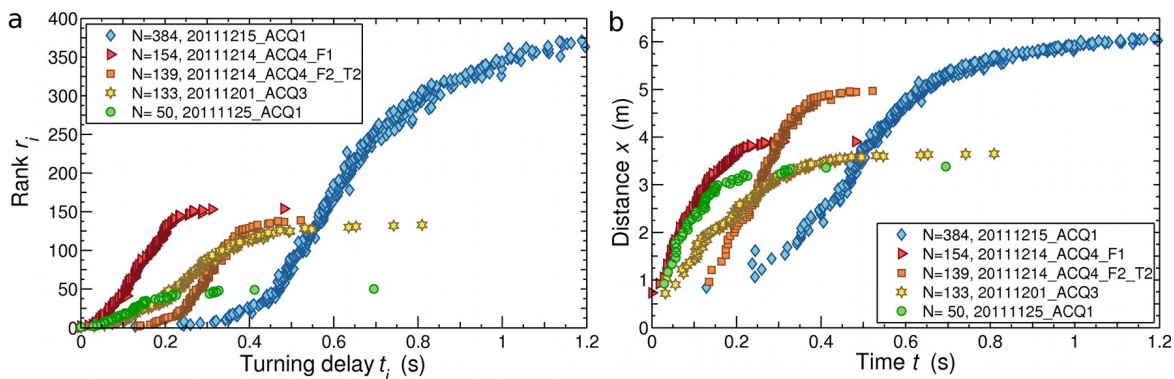 a
400
350
300
250
200
150
100
50
0
Rank r_i
N=384, 20111215_ACQ1
N=154, 20111214_ACQ4_F1
N=139, 20111214_ACQ4_F2_T2
N=133, 20111201_ACQ3
N= 50, 20111125_ACQ1
0 0.2 0.4 0.6 0.8 1 1.2
Turning delay t_i (s)
b
6
5
4
3
2
1
0
Distance x (m)
N=384, 20111215_ACQ1
N=154, 20111214_ACQ4_F1
N=139, 20111214_ACQ4_F2_T2
N=133, 20111201_ACQ3
N= 50, 20111125_ACQ1
0 0.2 0.4 0.6 0.8 1 1.2
Time t (s)